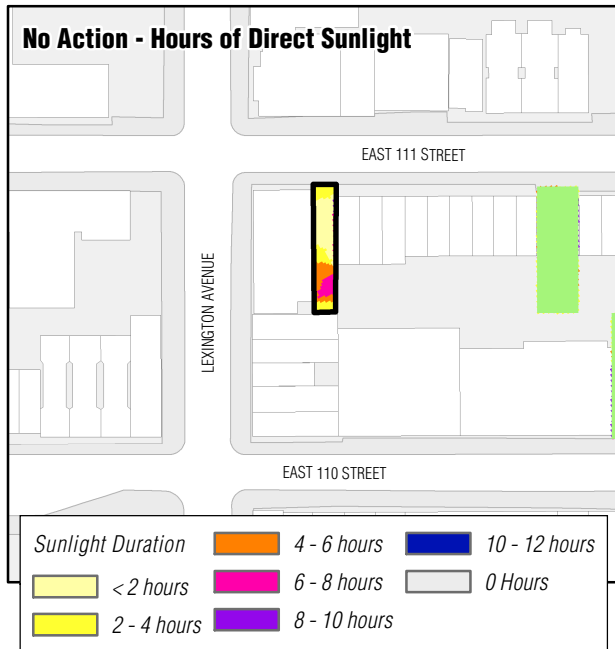 No Action - Hours of Direct Sunlight
EAST 111 STREET
LEXINGTON AVENUE
EAST 110 STREET
Sunlight Duration
< 2 hours
2 - 4 hours
4 - 6 hours
6 - 8 hours
8 - 10 hours
10 - 12 hours
0 Hours